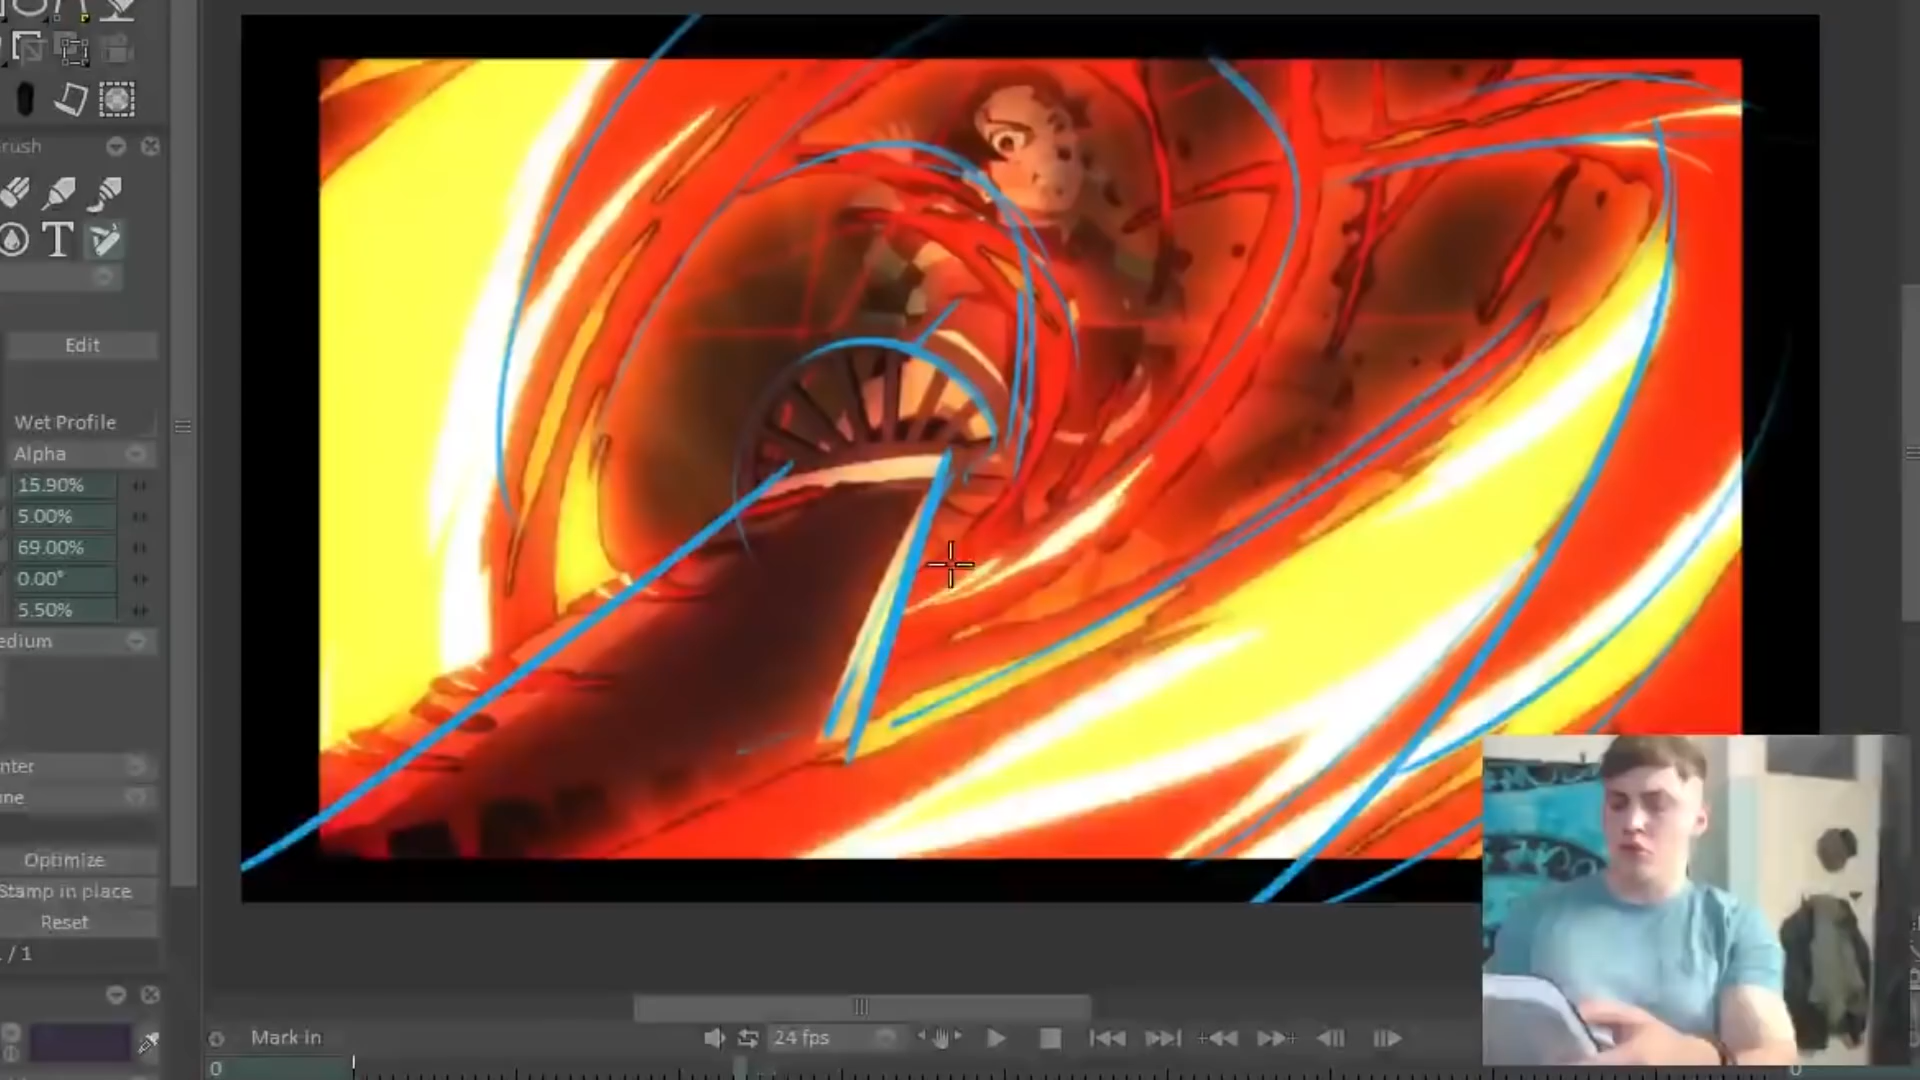 rush
T
Edit
Wet Profile
Alpha
15.90%
5.00%
69.00%
0.00°
5.50%
edium
nter
ne
Optimize
Stamp in place
Reset
/ 1
Mark in
24 fps
0
0